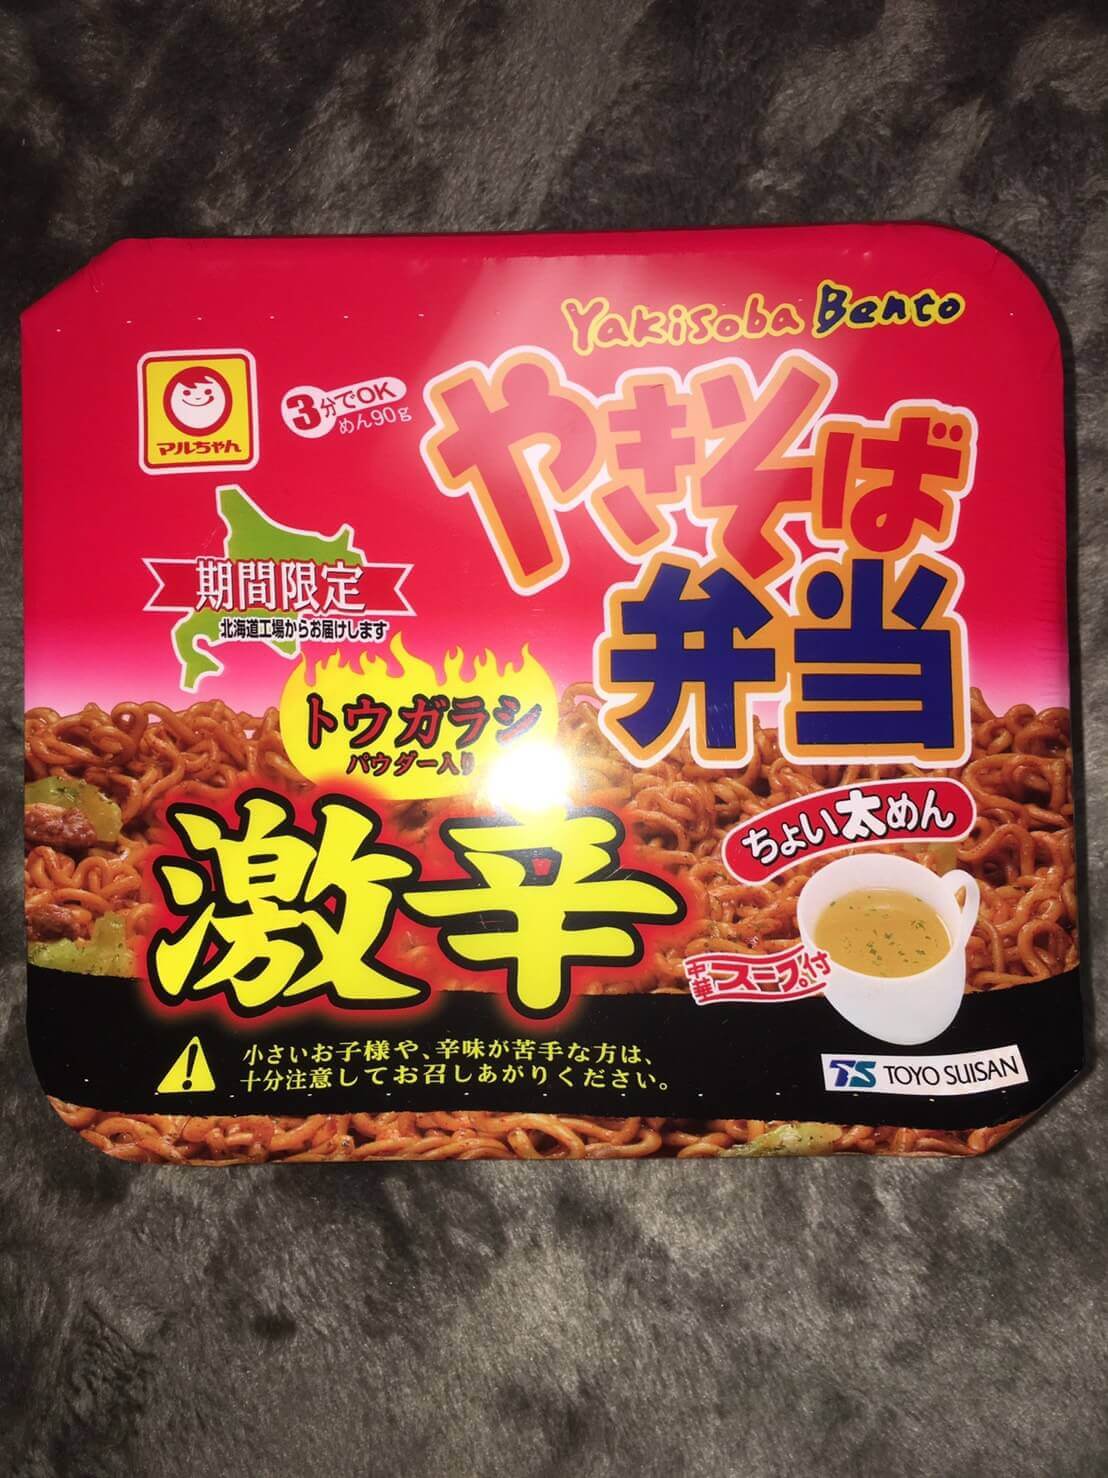 Yakisoba Bento
やきそば
弁当
マルちゃん
3分でOK
めん90g
期間限定
北海道工場からお届けします
トウガラシ
パウダー入り
激辛
ちょい太めん
中華スープ付
小さいお子様や、辛味が苦手な方は、
十分注意してお召しあがりください。
TS TOYO SUISAN